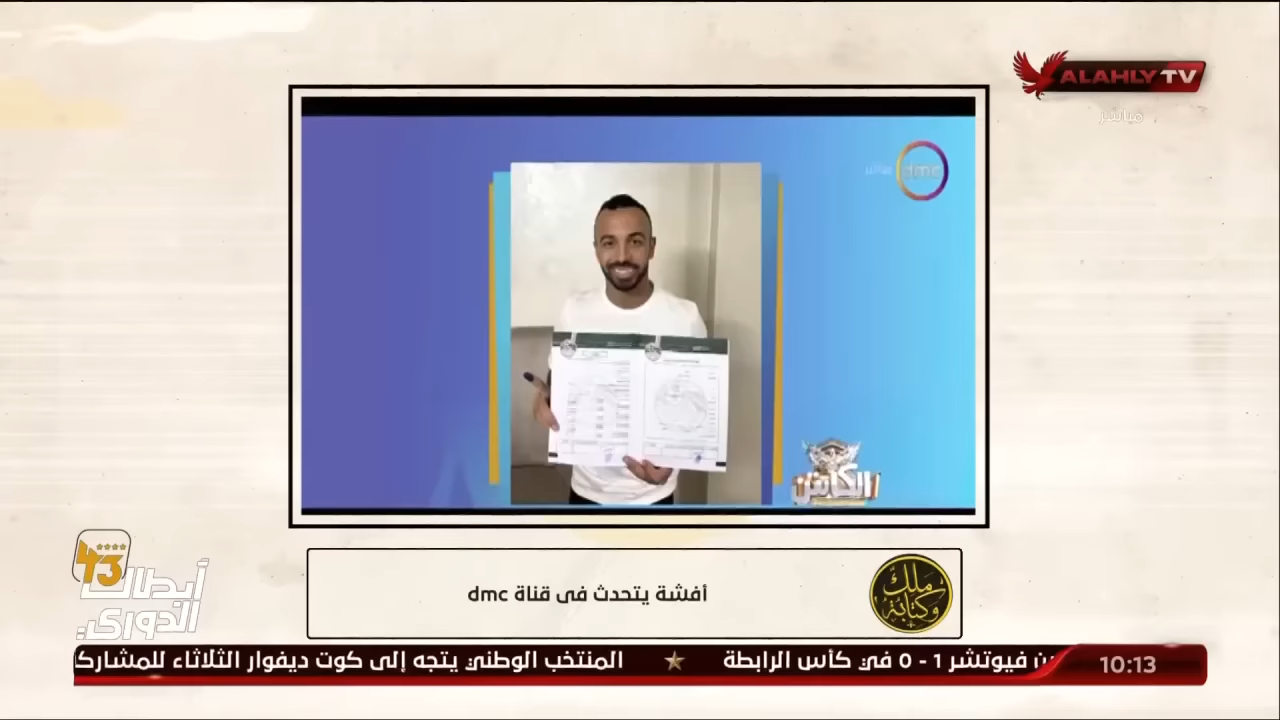 ALAHLY TV
مباشر
dmc
مباشر
الكابتن
ملك
وكتابة
أفشة يتحدث فى قناة dmc
43
أبطال
الدوري
10:13
ن فيوتشر 1 - 0 في كأس الرابطة ★ المنتخب الوطني يتجه إلى كوت ديفوار الثلاثاء للمشارك